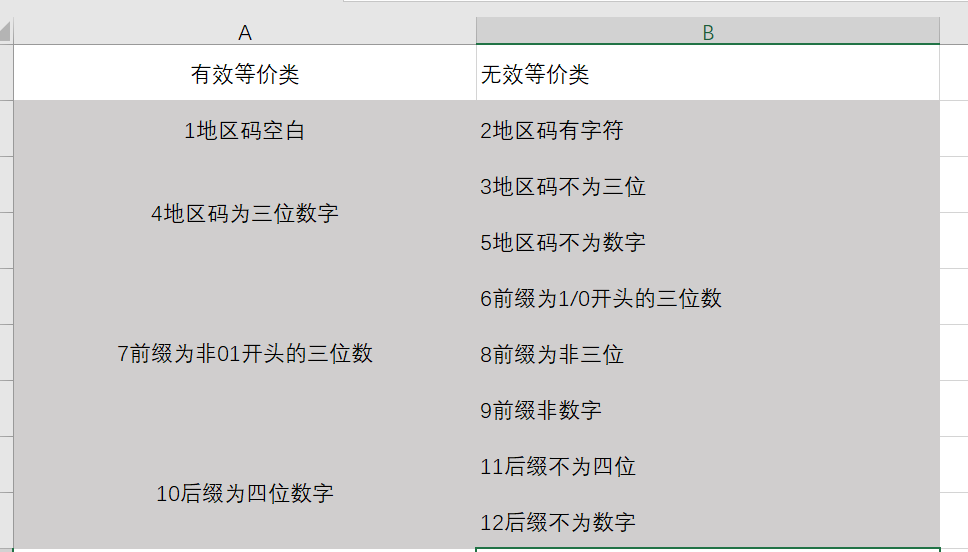 A
B
有效等价类
无效等价类
1地区码空白
2地区码有字符
3地区码不为三位
4地区码为三位数字
5地区码不为数字
6前缀为1/0开头的三位数
7前缀为非01开头的三位数
8前缀为非三位
9前缀非数字
11后缀不为四位
10后缀为四位数字
12后缀不为数字